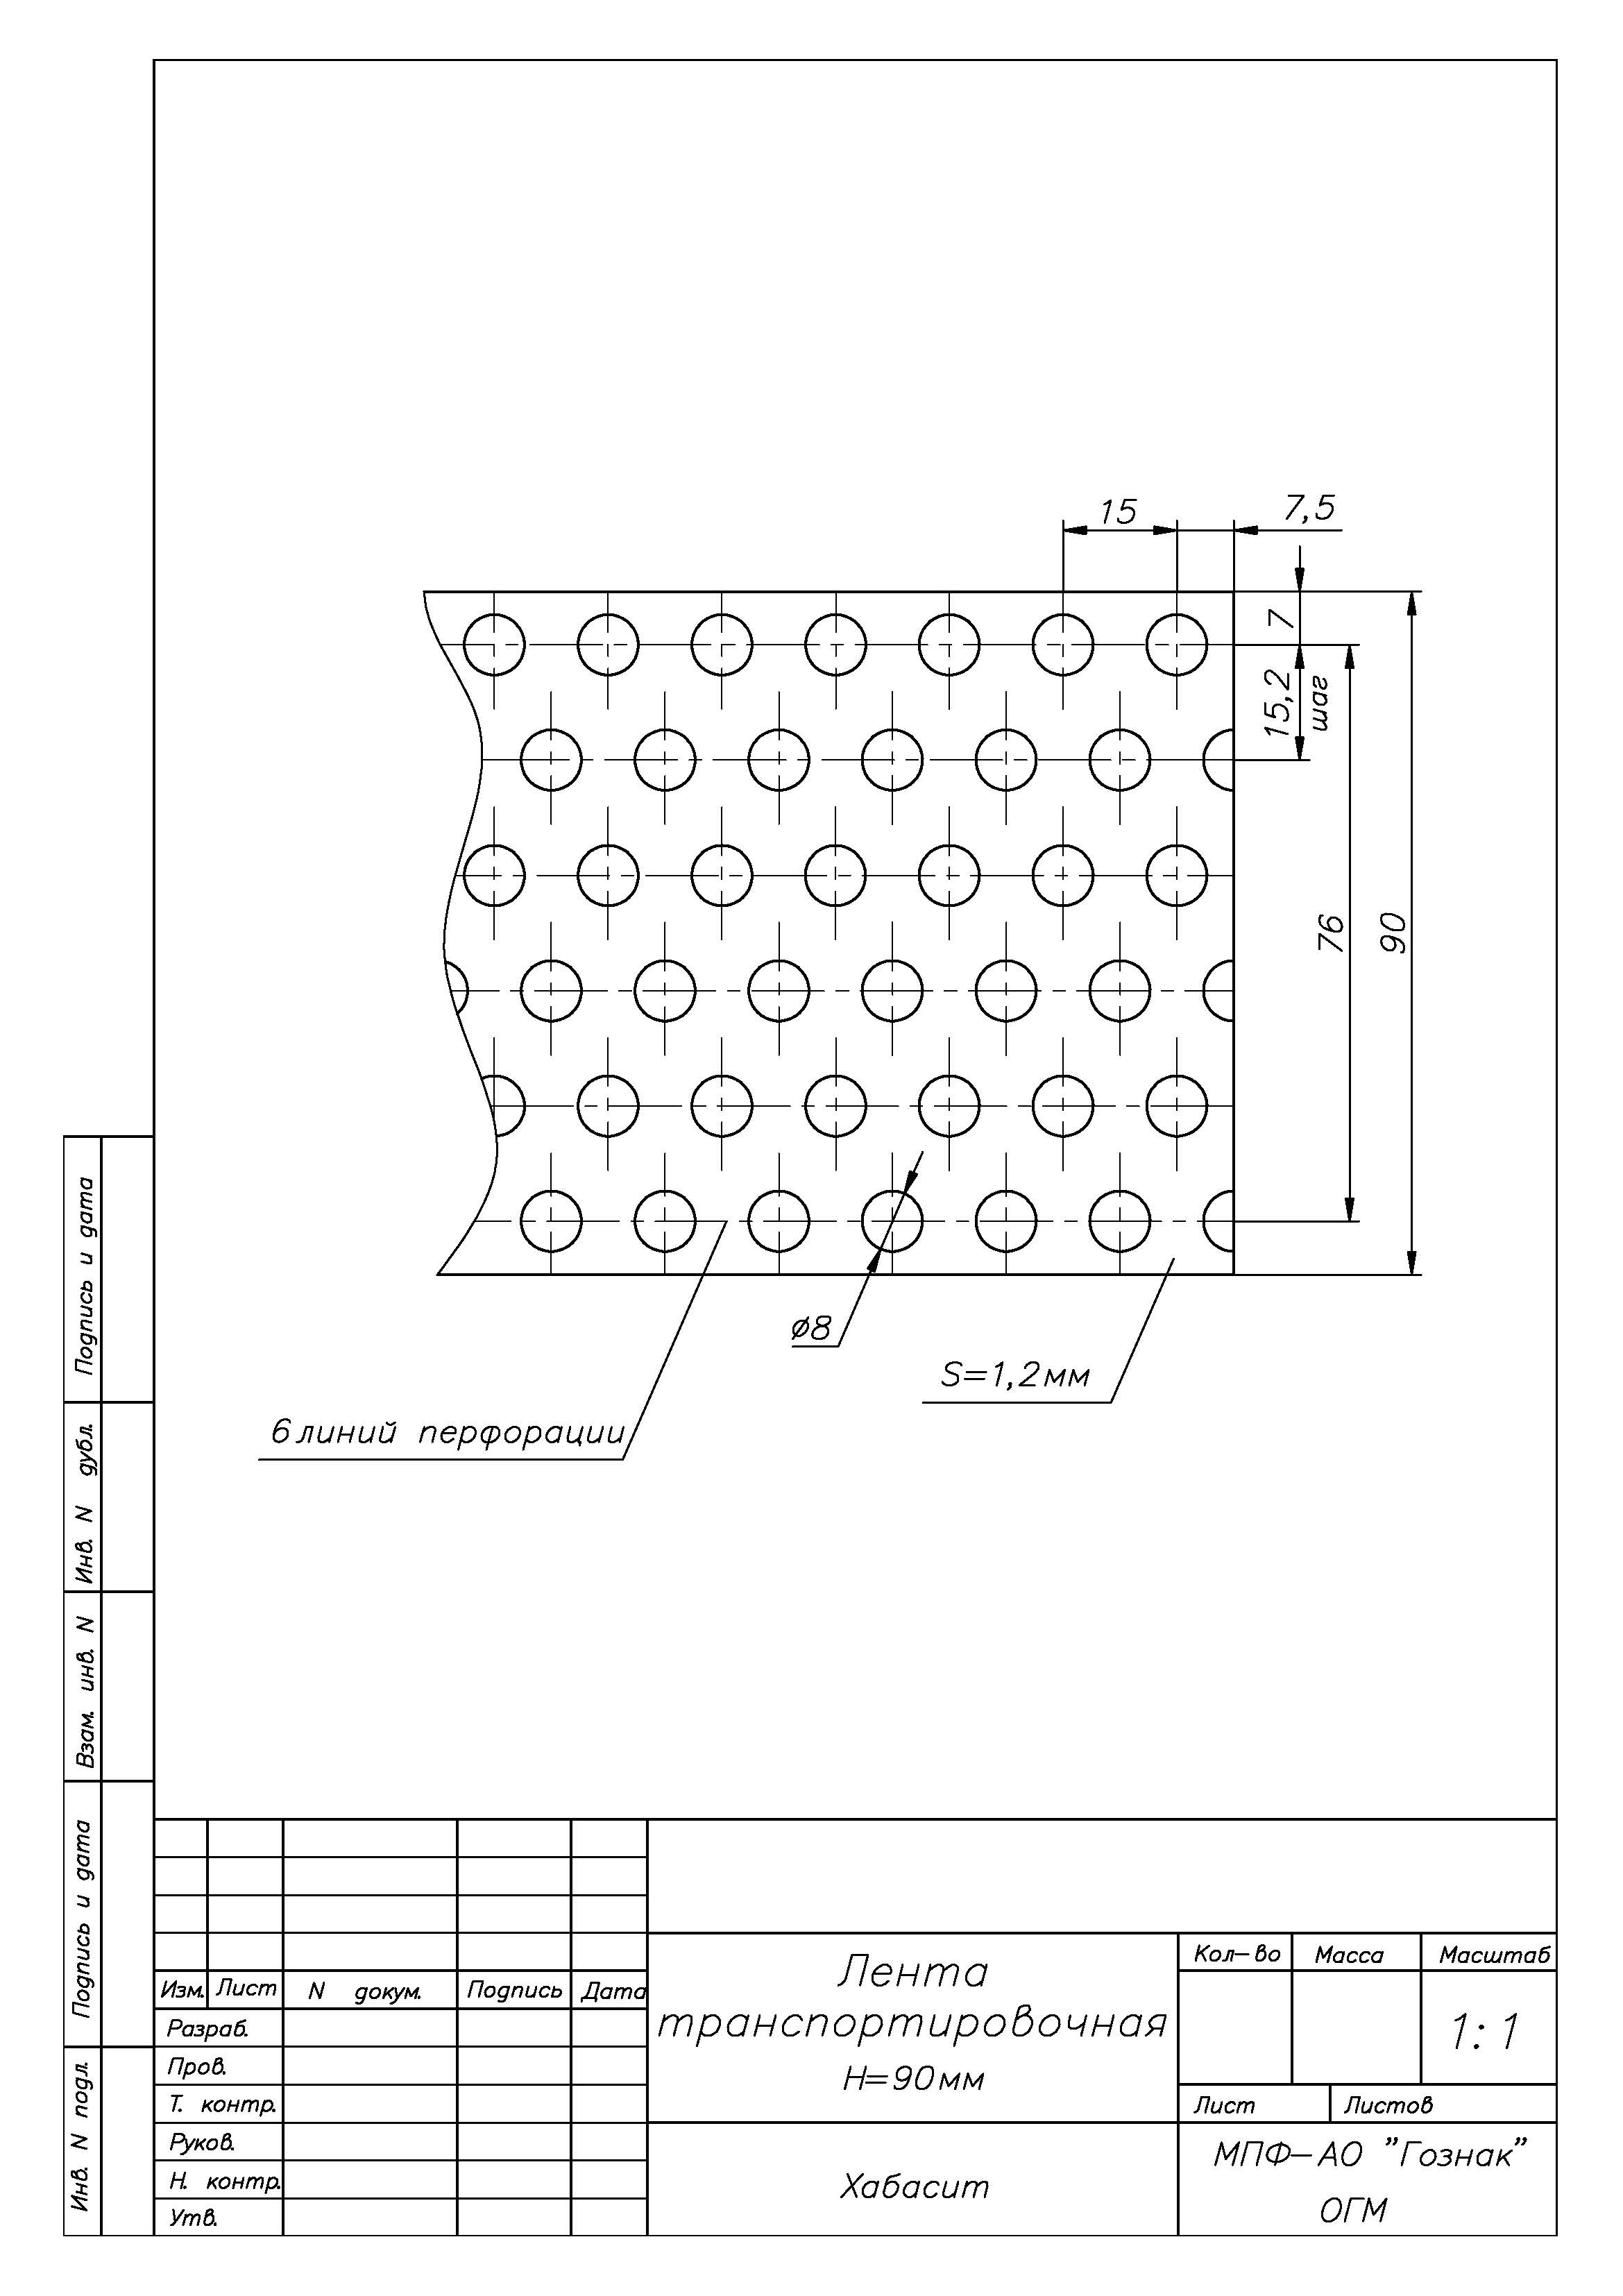 15
7,5
7
15,2
шаг
76
90
⌀8
S=1,2мм
6 линий перфорации
Подпись и дата
Инв. N дубл.
Взам. инв. N
Подпись и дата
Инв. N подл.
Изм. Лист N докум. Подпись Дата
Разраб.
Пров.
Т. контр.
Руков.
Н. контр.
Утв.
Лента
транспортировочная
H=90мм
Хабасит
Кол-во Масса Масштаб
1:1
Лист Листов
МПФ-АО "Гознак"
ОГМ